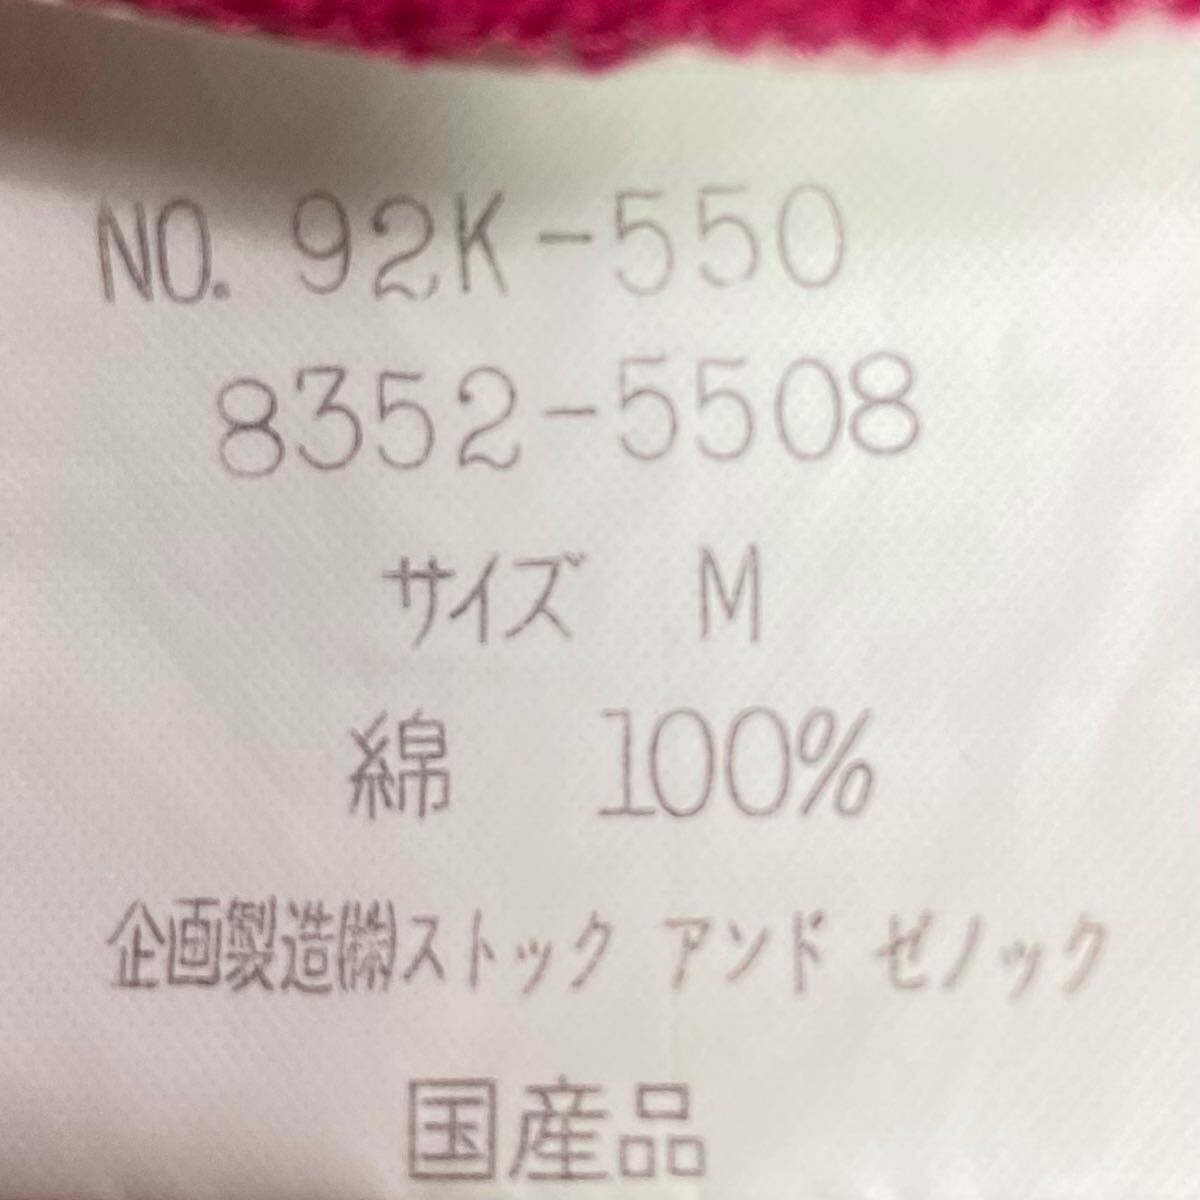 NO. 92K-550
8352-5508
サイズ M
綿 100%
企画製造㈱ストック アンド ゼノック
国産品